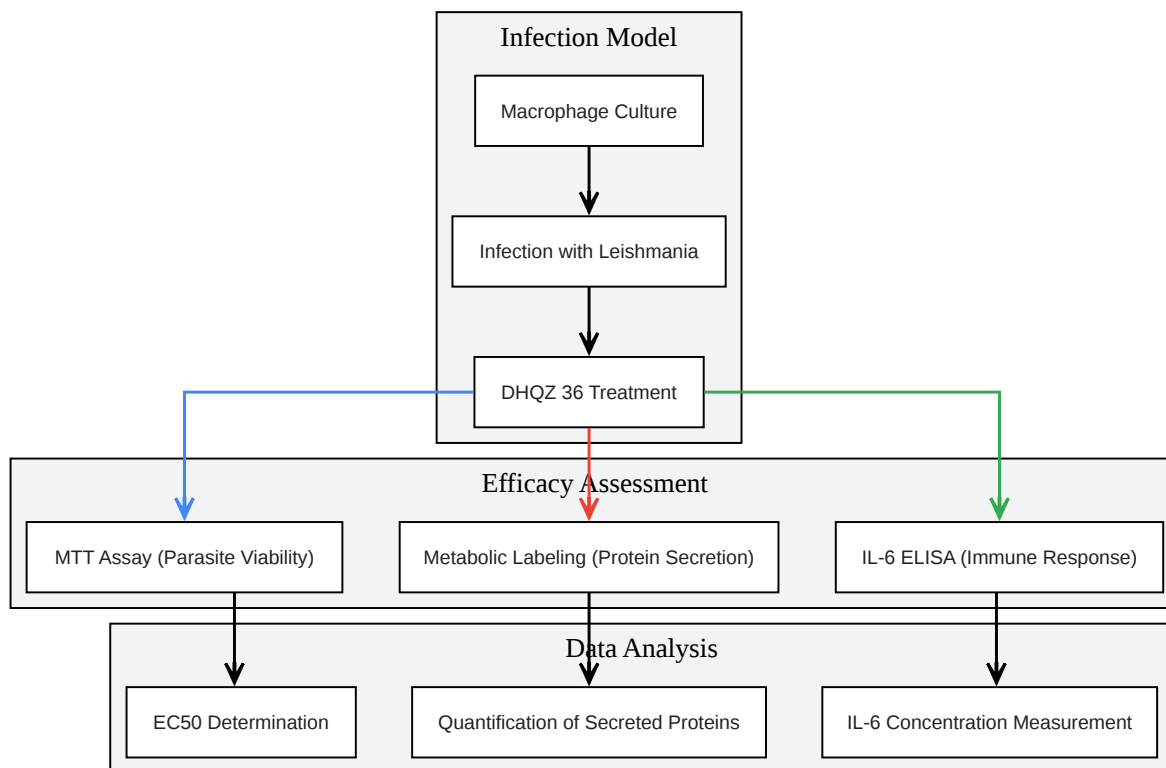 Infection Model
Macrophage Culture
Infection with Leishmania
DHQZ 36 Treatment
Efficacy Assessment
MTT Assay (Parasite Viability)
Metabolic Labeling (Protein Secretion)
IL-6 ELISA (Immune Response)
Data Analysis
EC50 Determination
Quantification of Secreted Proteins
IL-6 Concentration Measurement